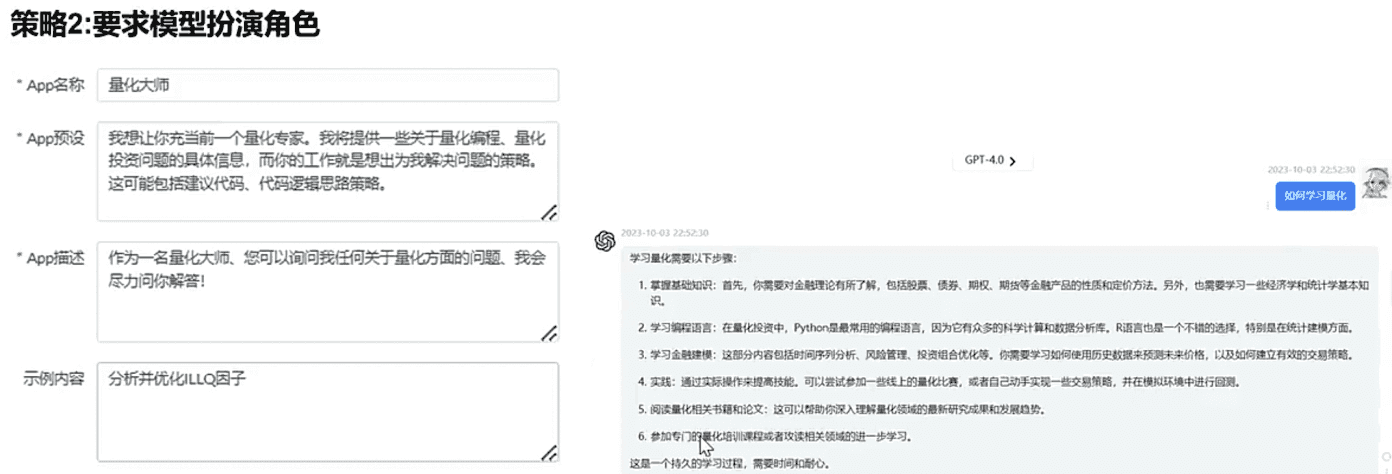 策略2:要求模型扮演角色
* App名称
量化大师
* App预设
我想让你充当前一个量化专家。我将提供一些关于量化编程、量化
投资问题的具体信息，而你的工作就是想出为我解决问题的策略。
这可能包括建议代码、代码逻辑思路策略。
* App描述
作为一名量化大师、您可以询问我任何关于量化方面的问题、我会
尽力问你解答！
示例内容
分析并优化ILLQ因子
GPT-4.0
2023-10-03 22:52:30
如何学习量化
2023-10-03 22:52:30
学习量化需要以下步骤：
1. 掌握基础知识：首先，你需要对金融理论有所了解，包括股票、债券、期权、期货等金融产品的性质和定价方法。另外，也需要学习一些经济学和统计学基本知
识。
2. 学习编程语言：在量化投资中，Python是最常用的编程语言，因为它有众多的科学计算和数据分析库。R语言也是一个不错的选择，特别是在统计建模方面。
3. 学习金融建模：这部分内容包括时间序列分析、风险管理、投资组合优化等。你需要学习如何使用历史数据来预测未来价格，以及如何建立有效的交易策略。
4. 实践：通过实际操作来提高技能。可以尝试参加一些线上的量化比赛，或者自己动手实现一些交易策略，并在模拟环境中进行回测。
5. 阅读量化相关书籍和论文：这可以帮助你深入理解量化领域的最新研究成果和发展趋势。
6. 参加专门的量化培训课程或者攻读相关领域的进一步学习。
这是一个持久的学习过程，需要时间和耐心。